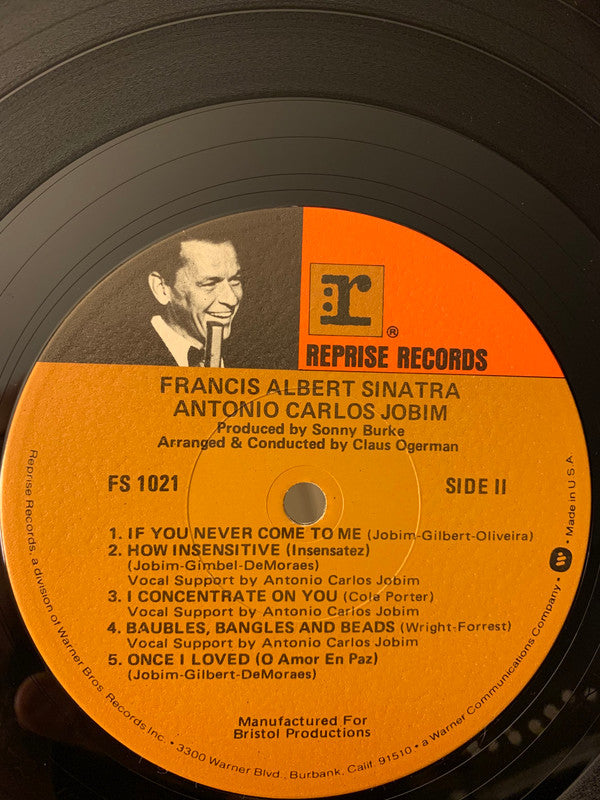 r
®
REPRISE RECORDS
FRANCIS ALBERT SINATRA
ANTONIO CARLOS JOBIM
Produced by Sonny Burke
Arranged & Conducted by Claus Ogerman
FS 1021
SIDE II
1. IF YOU NEVER COME TO ME (Jobim-Gilbert-Oliveira)
2. HOW INSENSITIVE (Insensatez)
(Jobim-Gimbel-DeMoraes)
Vocal Support by Antonio Carlos Jobim
3. I CONCENTRATE ON YOU (Cole Porter)
Vocal Support by Antonio Carlos Jobim
4. BAUBLES, BANGLES AND BEADS (Wright-Forrest)
Vocal Support by Antonio Carlos Jobim
5. ONCE I LOVED (O Amor En Paz)
(Jobim-Gilbert-DeMoraes)
Manufactured For
Bristol Productions
Reprise Records, a division of Warner Bros. Records Inc. • 3300 Warner Blvd., Burbank, Calif. 91510 • a Warner Communications Company. • Made in U S A